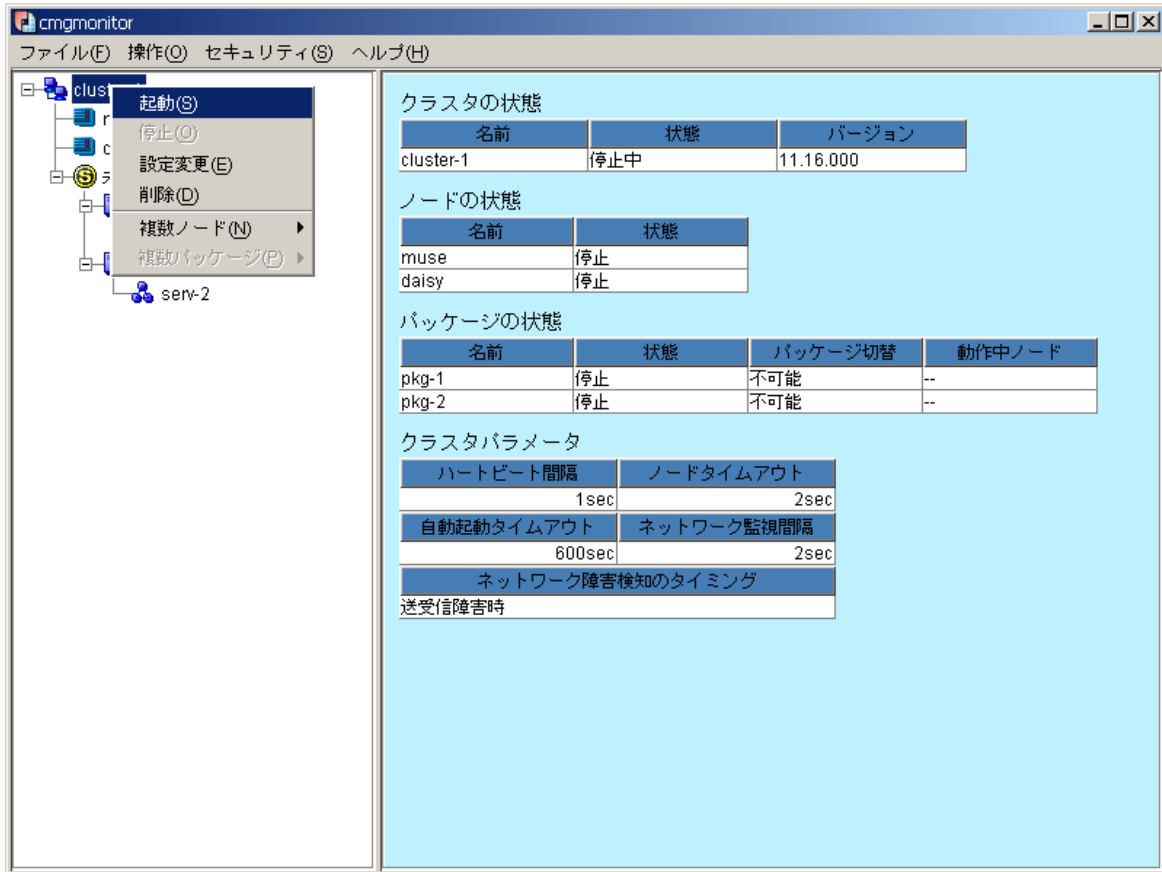 cmgmonitor
ファイル(F) 操作(O) セキュリティ(S) ヘルプ(H)
起動(S)
停止(O)
設定変更(E)
削除(D)
複数ノード(N)
複数パッケージ(P)
serv-2
クラスタの状態
名前 状態 バージョン
cluster-1 停止中 11.16.000
ノードの状態
名前 状態
muse 停止
daisy 停止
パッケージの状態
名前 状態 パッケージ切替 動作中ノード
pkg-1 停止 不可能 --
pkg-2 停止 不可能 --
クラスタパラメータ
ハートビート間隔 ノードタイムアウト
1sec 2sec
自動起動タイムアウト ネットワーク監視間隔
600sec 2sec
ネットワーク障害検知のタイミング
送受信障害時